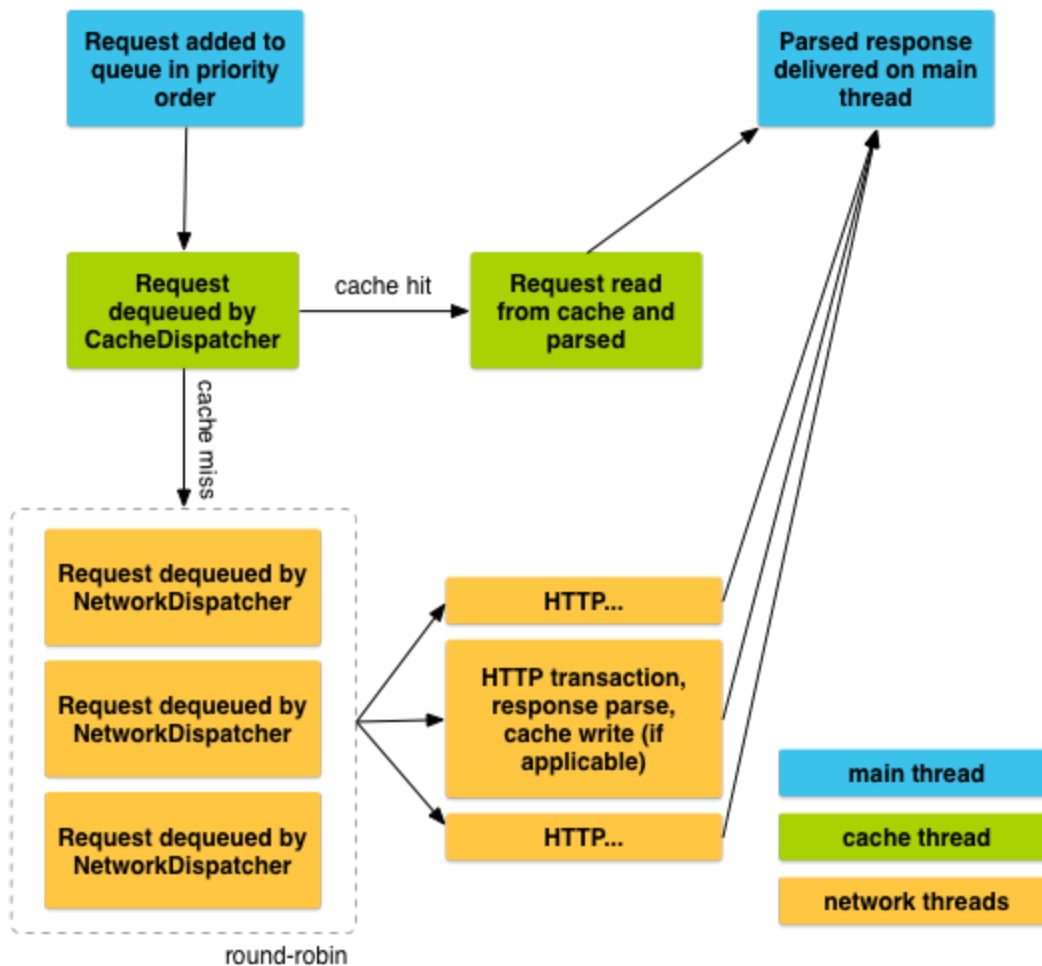 Request added to
queue in priority
order
Parsed response
delivered on main
thread
Request
dequeued by
CacheDispatcher
cache hit
Request read
from cache and
parsed
cache miss
Request dequeued by
NetworkDispatcher
Request dequeued by
NetworkDispatcher
Request dequeued by
NetworkDispatcher
round-robin
HTTP...
HTTP transaction,
response parse,
cache write (if
applicable)
HTTP...
main thread
cache thread
network threads